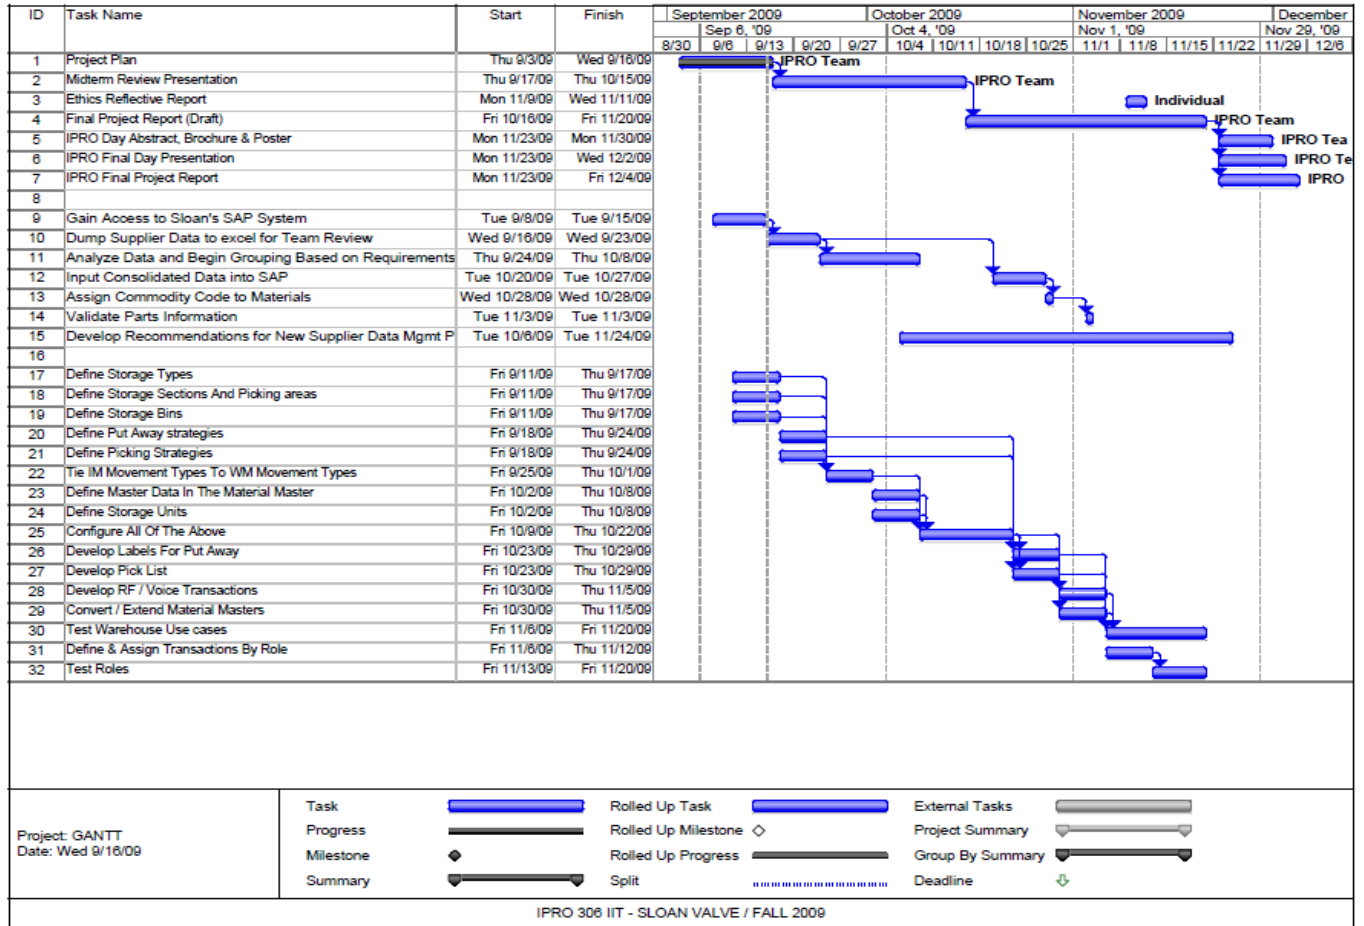 ID Task Name Start Finish September 2009 October 2009 November 2009 December
Sep 6, '09 Oct 4, '09 Nov 1, '09 Nov 29, '09
8/30 9/6 9/13 9/20 9/27 10/4 10/11 10/18 10/25 11/1 11/8 11/15 11/22 11/29 12/6
1 Project Plan Thu 9/3/09 Wed 9/16/09 IPRO Team
2 Midterm Review Presentation Thu 9/17/09 Thu 10/15/09 IPRO Team
3 Ethics Reflective Report Mon 11/9/09 Wed 11/11/09 Individual
4 Final Project Report (Draft) Fri 10/16/09 Fri 11/20/09 IPRO Team
5 IPRO Day Abstract, Brochure & Poster Mon 11/23/09 Mon 11/30/09 IPRO Tea
6 IPRO Final Day Presentation Mon 11/23/09 Wed 12/2/09 IPRO Te
7 IPRO Final Project Report Mon 11/23/09 Fri 12/4/09 IPRO
8
9 Gain Access to Sloan's SAP System Tue 9/8/09 Tue 9/15/09
10 Dump Supplier Data to excel for Team Review Wed 9/16/09 Wed 9/23/09
11 Analyze Data and Begin Grouping Based on Requirements Thu 9/24/09 Thu 10/8/09
12 Input Consolidated Data into SAP Tue 10/20/09 Tue 10/27/09
13 Assign Commodity Code to Materials Wed 10/28/09 Wed 10/28/09
14 Validate Parts Information Tue 11/3/09 Tue 11/3/09
15 Develop Recommendations for New Supplier Data Mgmt P Tue 10/6/09 Tue 11/24/09
16
17 Define Storage Types Fri 9/11/09 Thu 9/17/09
18 Define Storage Sections And Picking areas Fri 9/11/09 Thu 9/17/09
19 Define Storage Bins Fri 9/11/09 Thu 9/17/09
20 Define Put Away strategies Fri 9/18/09 Thu 9/24/09
21 Define Picking Strategies Fri 9/18/09 Thu 9/24/09
22 Tie IM Movement Types To WM Movement Types Fri 9/25/09 Thu 10/1/09
23 Define Master Data In The Material Master Fri 10/2/09 Thu 10/8/09
24 Define Storage Units Fri 10/2/09 Thu 10/8/09
25 Configure All Of The Above Fri 10/9/09 Thu 10/22/09
26 Develop Labels For Put Away Fri 10/23/09 Thu 10/29/09
27 Develop Pick List Fri 10/23/09 Thu 10/29/09
28 Develop RF / Voice Transactions Fri 10/30/09 Thu 11/5/09
29 Convert / Extend Material Masters Fri 10/30/09 Thu 11/5/09
30 Test Warehouse Use cases Fri 11/6/09 Fri 11/20/09
31 Define & Assign Transactions By Role Fri 11/6/09 Thu 11/12/09
32 Test Roles Fri 11/13/09 Fri 11/20/09
Project: GANTT
Date: Wed 9/16/09
Task Rolled Up Task External Tasks
Progress Rolled Up Milestone Project Summary
Milestone Rolled Up Progress Group By Summary
Summary Split Deadline
IPRO 306 IIT - SLOAN VALVE / FALL 2009